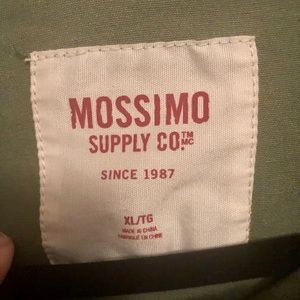 MOSSIMO
SUPPLY CO.™ MC
SINCE 1987
XL/TG
MADE IN CHINA
FABRIQUÉ EN CHINE